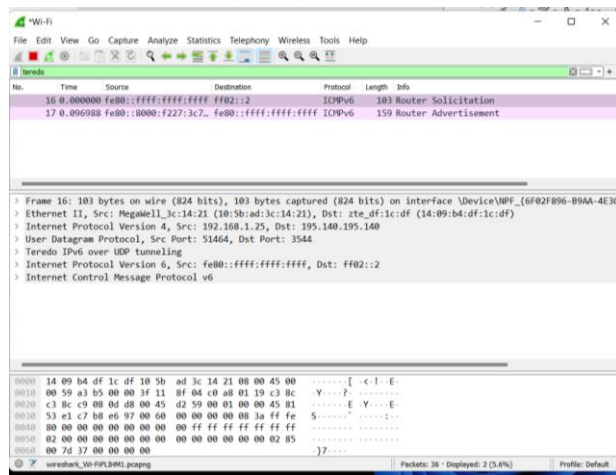 *Wi-Fi
File Edit View Go Capture Analyze Statistics Telephony Wireless Tools Help
teredo
No. Time Source Destination Protocol Length Info
16 0.000000 fe80::ffff:ffff:ffff ff02::2 ICMPv6 103 Router Solicitation
17 0.096988 fe80::8000:f227:3c7… fe80::ffff:ffff:ffff ICMPv6 159 Router Advertisement
> Frame 16: 103 bytes on wire (824 bits), 103 bytes captured (824 bits) on interface \Device\NPF_{6F02F896-B9AA-4E30
> Ethernet II, Src: MegaWell_3c:14:21 (10:5b:ad:3c:14:21), Dst: zte_df:1c:df (14:09:b4:df:1c:df)
> Internet Protocol Version 4, Src: 192.168.1.25, Dst: 195.140.195.140
> User Datagram Protocol, Src Port: 51464, Dst Port: 3544
> Teredo IPv6 over UDP tunneling
> Internet Protocol Version 6, Src: fe80::ffff:ffff:ffff, Dst: ff02::2
> Internet Control Message Protocol v6
0000 14 09 b4 df 1c df 10 5b ad 3c 14 21 08 00 45 00 ·······[ ·<·!··E·
0010 00 59 a3 b5 00 00 3f 11 8f 04 c0 a8 01 19 c3 8c ·Y····?· ········
0020 c3 8c c9 08 0d d8 00 45 d2 59 00 01 00 00 45 81 ·······E ·Y····E·
0030 53 e1 c7 b8 e6 97 00 60 00 00 00 00 08 3a ff fe S······` ·····:··
0040 80 00 00 00 00 00 00 00 00 ff ff ff ff ff ff ff
0050 02 00 00 00 00 00 00 00 00 00 00 00 00 00 02 85
0060 00 7d 37 00 00 00 00 ·}7····
wireshark_Wi-FiPLIHM1.pcapng Packets: 36 · Displayed: 2 (5.6%) Profile: Default